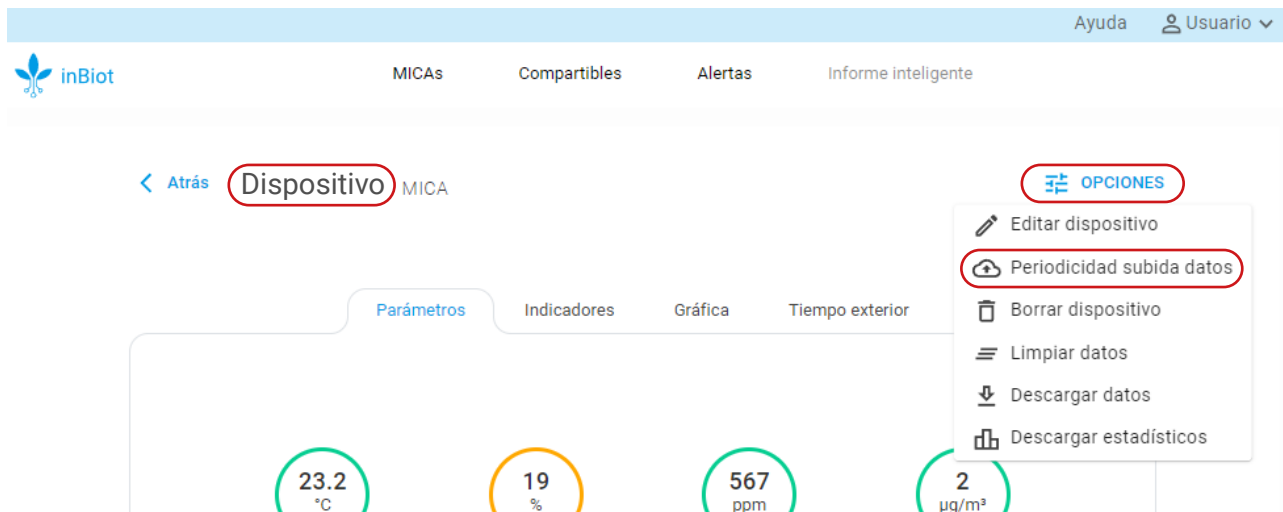 Ayuda Usuario
inBiot MICAs Compartibles Alertas Informe inteligente
Atrás Dispositivo MICA OPCIONES
Editar dispositivo
Periodicidad subida datos
Parámetros Indicadores Gráfica Tiempo exterior Borrar dispositivo
Limpiar datos
Descargar datos
Descargar estadísticos
23.2 19 567 2
°C % ppm µg/m³